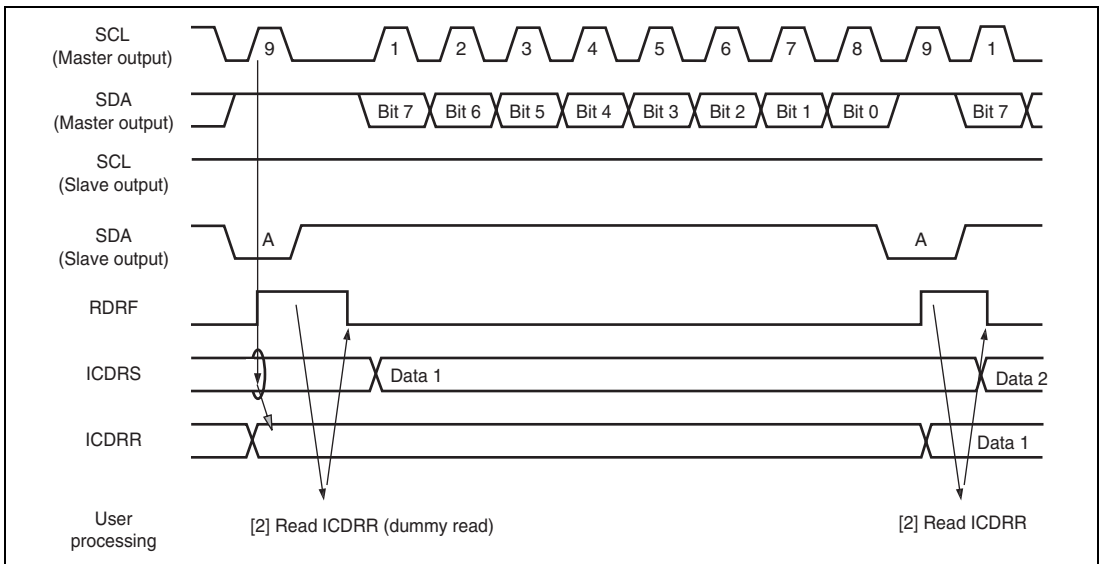 SCL
(Master output)
9 1 2 3 4 5 6 7 8 9 1
SDA
(Master output)
Bit 7 Bit 6 Bit 5 Bit 4 Bit 3 Bit 2 Bit 1 Bit 0 Bit 7
SCL
(Slave output)
SDA
(Slave output)
A A
RDRF
ICDRS
Data 1 Data 2
ICDRR
Data 1
User
processing
[2] Read ICDRR (dummy read) [2] Read ICDRR